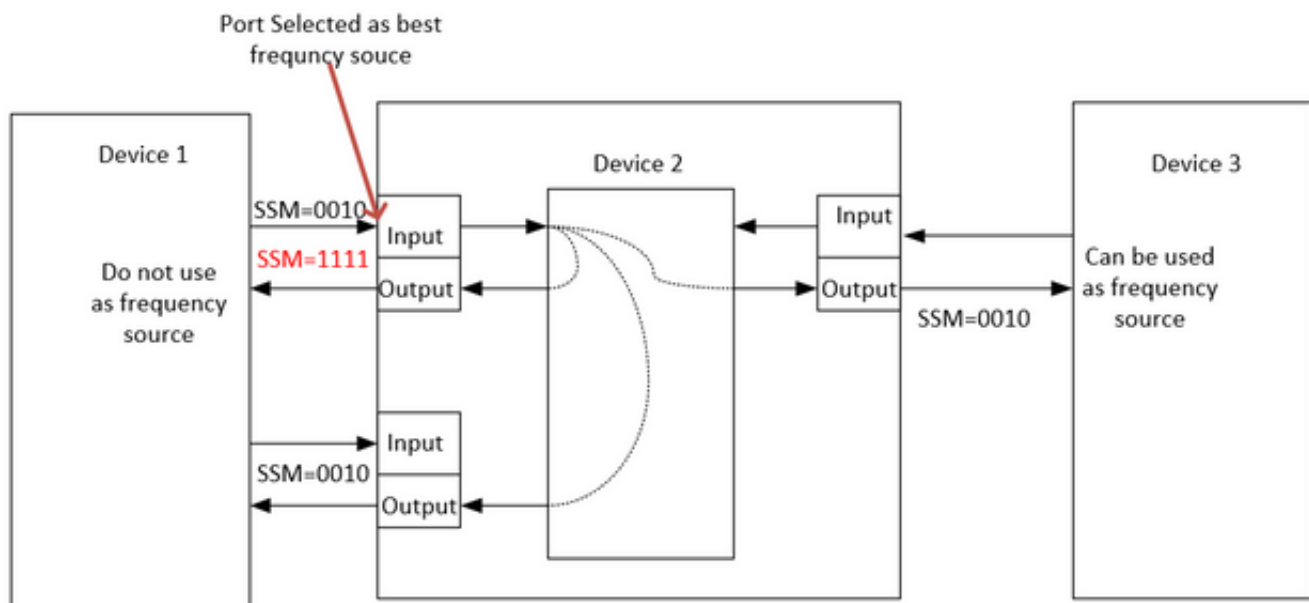 Port Selected as best
frequncy souce
Device 1
Device 2
Device 3
SSM=0010
Input
Input
SSM=1111
Do not use
as frequency
source
Output
Output
Can be used
as frequency
source
SSM=0010
Input
SSM=0010
Output